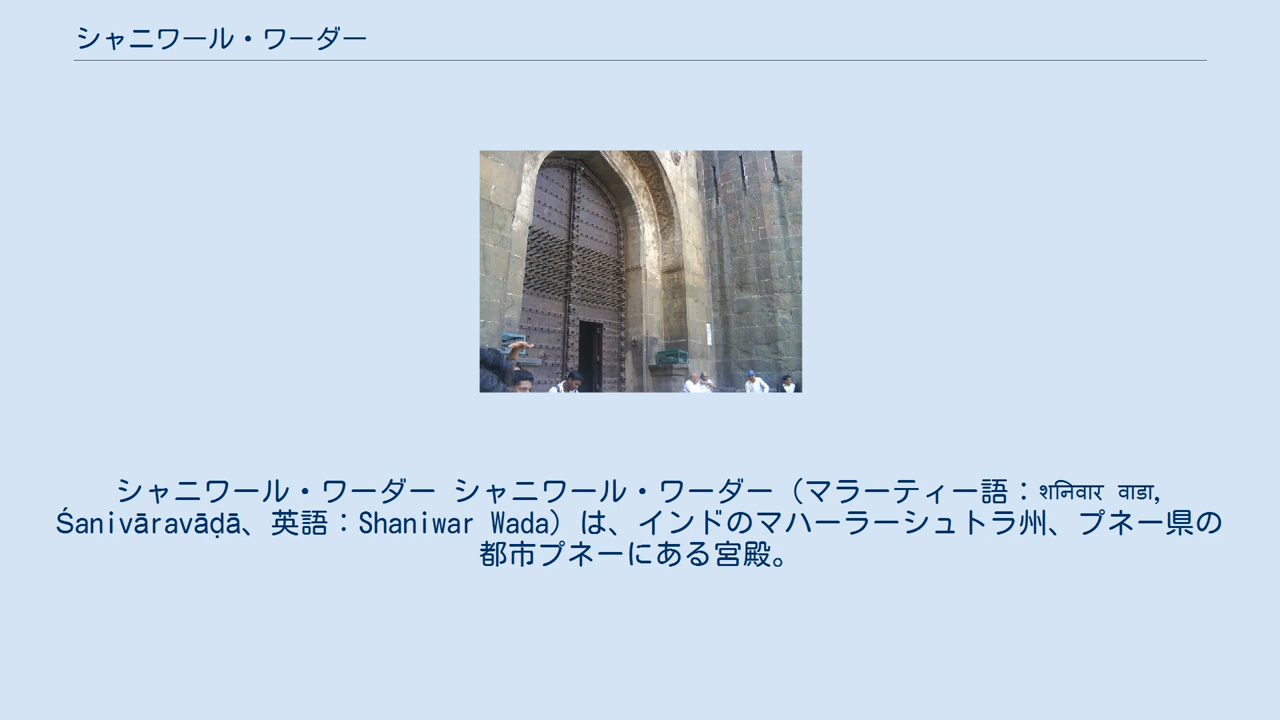 シャニワール・ワーダー
シャニワール・ワーダー シャニワール・ワーダー（マラーティー語：शनिवार वाडा,
Śanivāravāḍā、英語：Shaniwar Wada）は、インドのマハーラーシュトラ州、プネー県の
都市プネーにある宮殿。